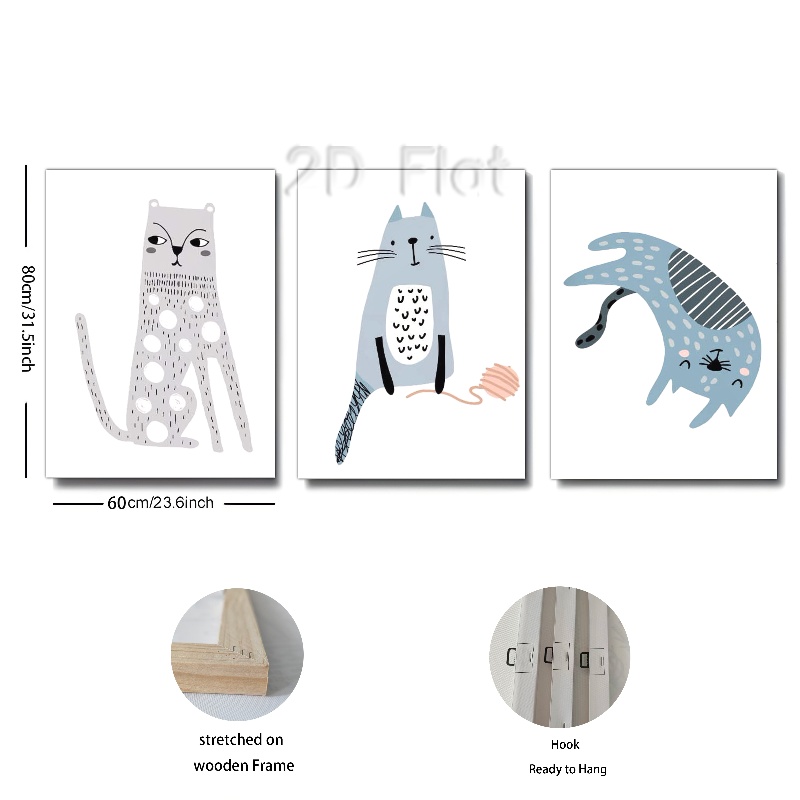 2D Flat
80cm/31.5inch
60cm/23.6inch
stretched on
wooden Frame
Hook
Ready to Hang